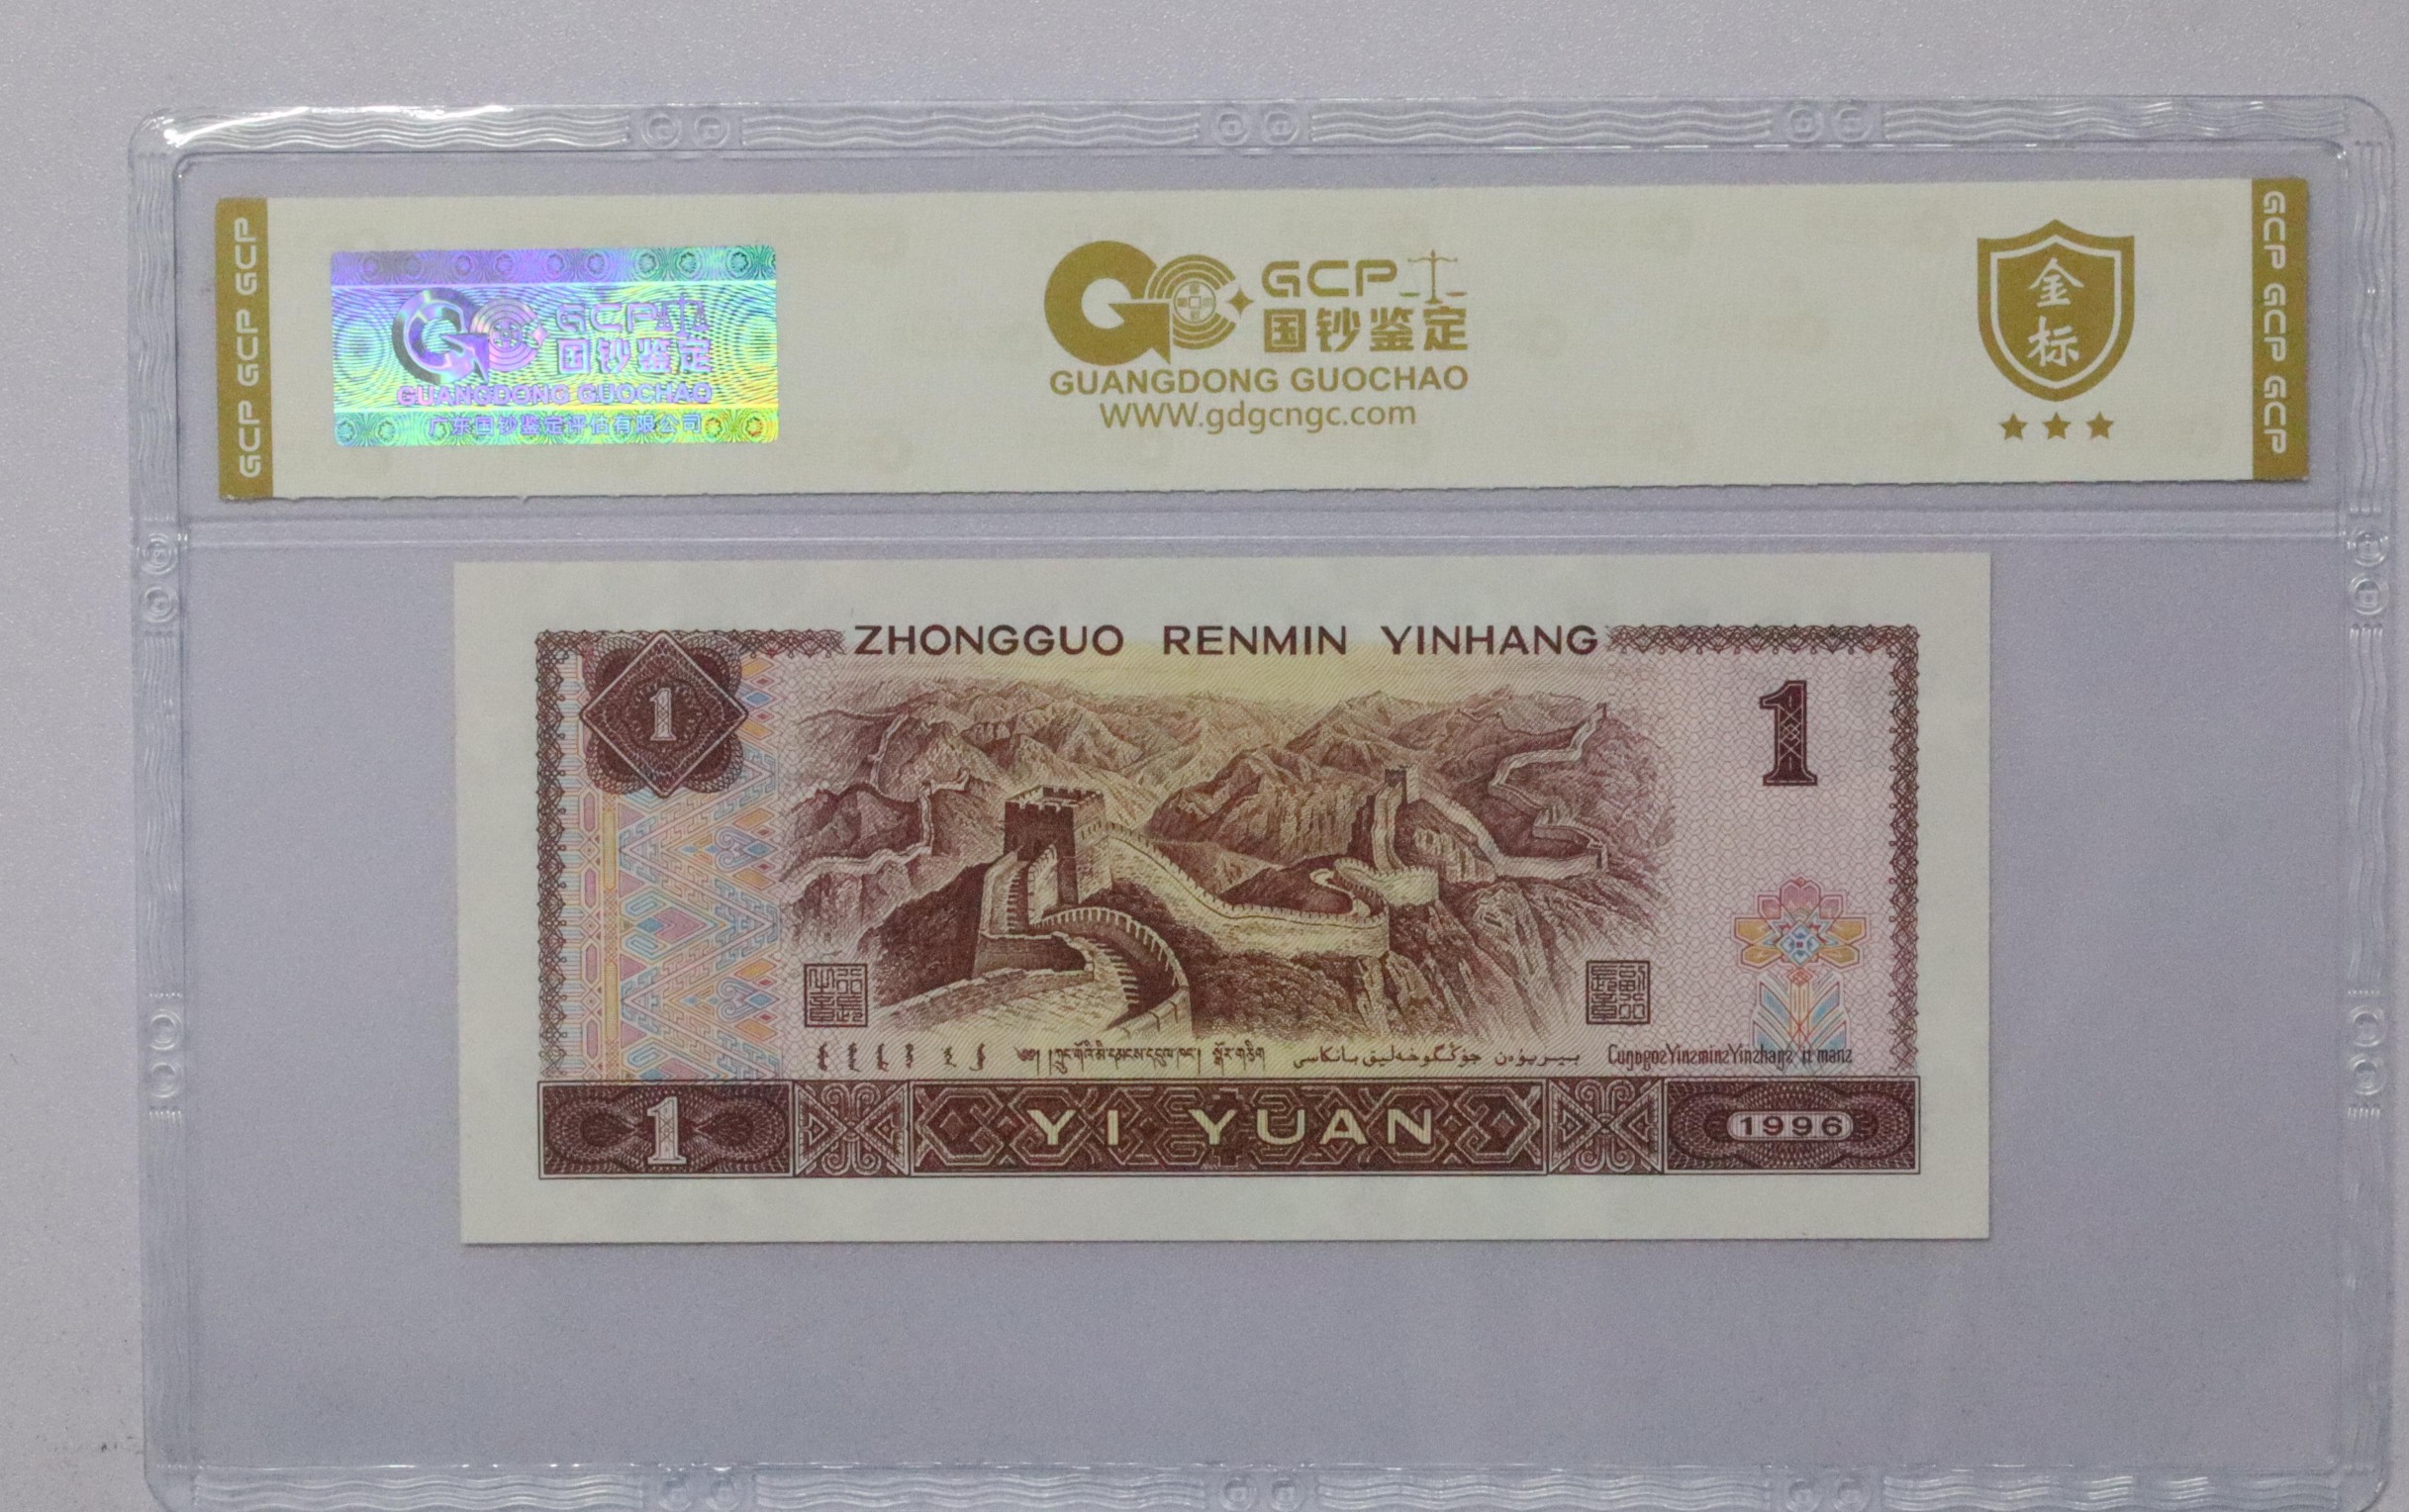 GCP GCP GCP
GCP
国钞鉴定
GUANGDONG GUOCHAO
广东国钞鉴定评估有限公司
GCP
国钞鉴定
GUANGDONG GUOCHAO
WWW.gdgcngc.com
金
标
GCP GCP GCP
ZHONGGUO RENMIN YINHANG
1
1
1
YI YUAN
1996